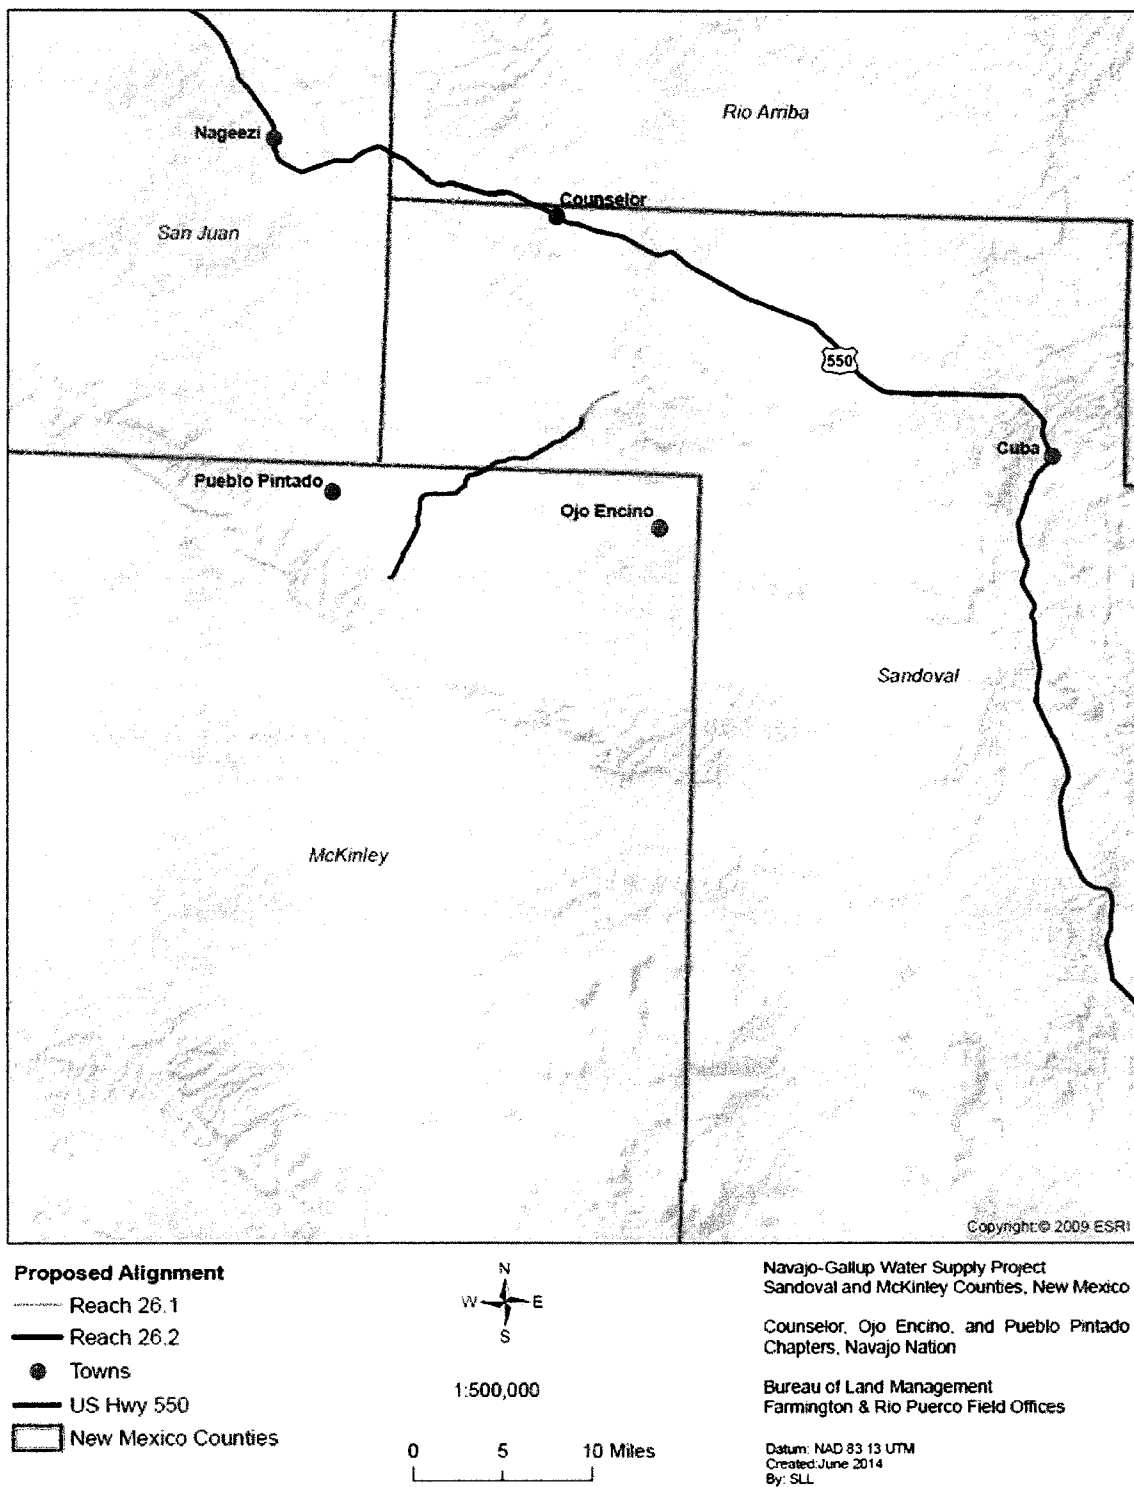 Rio Arriba
Nageezi
Counselor
San Juan
550
Cuba
Pueblo Pintado
Ojo Encino
Sandoval
McKinley
Copyright:© 2009 ESRI
Proposed Alignment
Reach 26.1
Reach 26.2
Towns
US Hwy 550
New Mexico Counties
N
W E
S
1:500,000
0 5 10 Miles
Navajo-Gallup Water Supply Project
Sandoval and McKinley Counties, New Mexico
Counselor, Ojo Encino, and Pueblo Pintado
Chapters, Navajo Nation
Bureau of Land Management
Farmington & Rio Puerco Field Offices
Datum: NAD 83 13 UTM
Created:June 2014
By: SLL